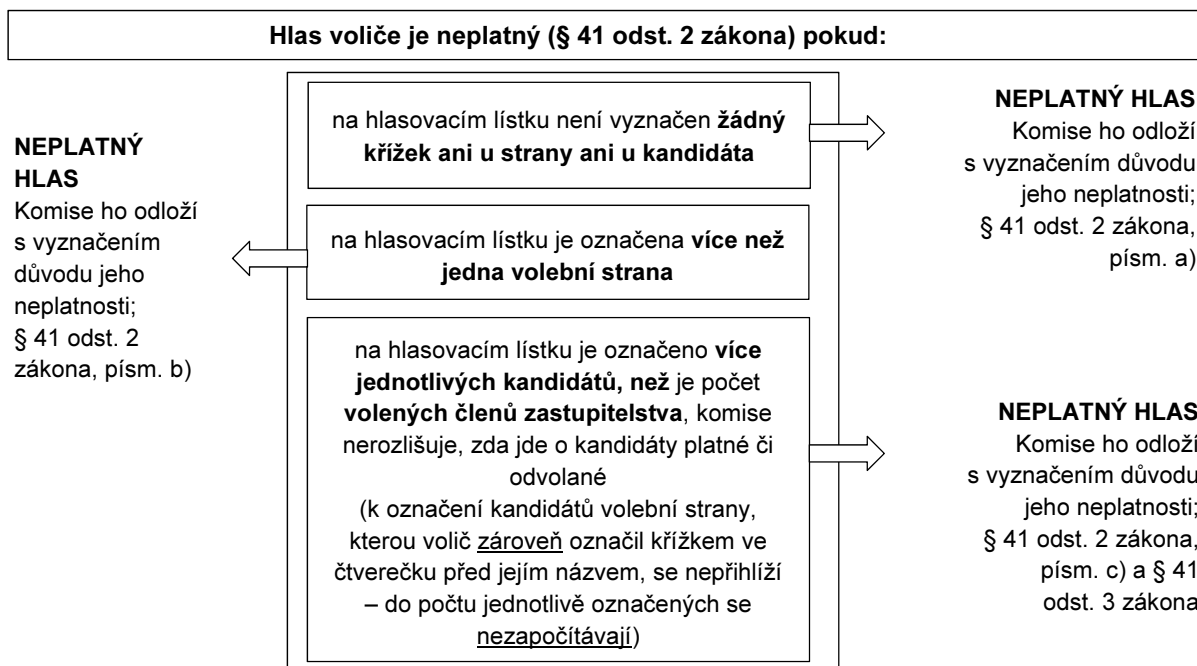 Hlas voliče je neplatný (§ 41 odst. 2 zákona) pokud:
na hlasovacím lístku není vyznačen žádný
křížek ani u strany ani u kandidáta
NEPLATNÝ HLAS
Komise ho odloží
s vyznačením důvodu
jeho neplatnosti;
§ 41 odst. 2 zákona,
písm. a)
NEPLATNÝ
HLAS
Komise ho odloží
s vyznačením
důvodu jeho
neplatnosti;
§ 41 odst. 2
zákona, písm. b)
na hlasovacím lístku je označena více než
jedna volební strana
na hlasovacím lístku je označeno více
jednotlivých kandidátů, než je počet
volených členů zastupitelstva, komise
nerozlišuje, zda jde o kandidáty platné či
odvolané
(k označení kandidátů volební strany,
kterou volič zároveň označil křížkem ve
čtverečku před jejím názvem, se nepřihlíží
– do počtu jednotlivě označených se
nezapočítávají)
NEPLATNÝ HLAS
Komise ho odloží
s vyznačením důvodu
jeho neplatnosti;
§ 41 odst. 2 zákona,
písm. c) a § 41
odst. 3 zákona